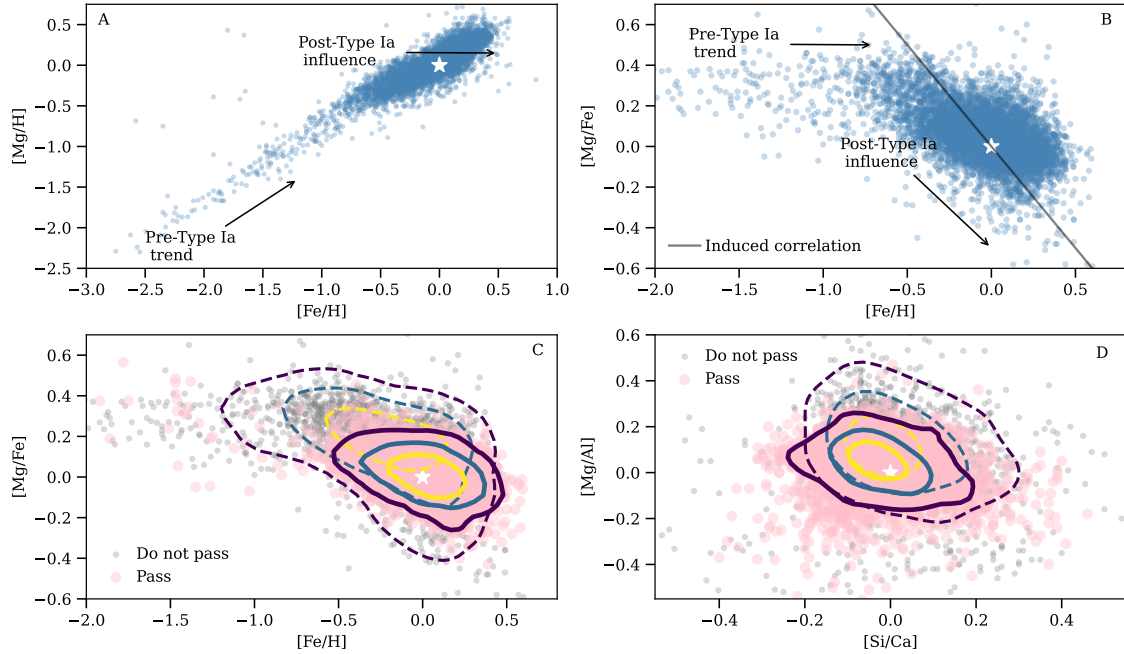 A
Post-Type Ia
influence
Pre-Type Ia
trend
0.5
0.0
−0.5
−1.0
−1.5
−2.0
−2.5
[Mg/H]
−3.0 −2.5 −2.0 −1.5 −1.0 −0.5 0.0 0.5 1.0
[Fe/H]
B
Pre-Type Ia
trend
Post-Type Ia
influence
Induced correlation
0.6
0.4
0.2
0.0
−0.2
−0.4
−0.6
[Mg/Fe]
−2.0 −1.5 −1.0 −0.5 0.0 0.5
[Fe/H]
C
Do not pass
Pass
0.6
0.4
0.2
0.0
−0.2
−0.4
−0.6
[Mg/Fe]
−2.0 −1.5 −1.0 −0.5 0.0 0.5
[Fe/H]
D
Do not pass
Pass
0.6
0.4
0.2
0.0
−0.2
−0.4
[Mg/Al]
−0.4 −0.2 0.0 0.2 0.4
[Si/Ca]